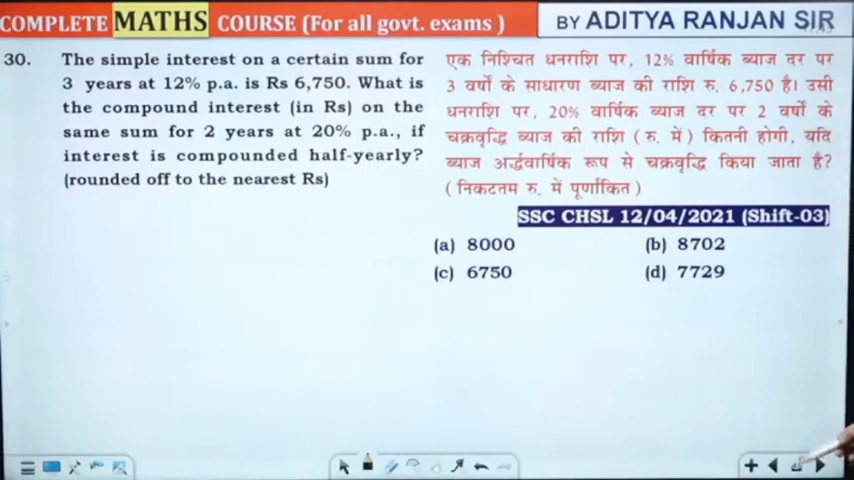 COMPLETE MATHS COURSE (For all govt. exams)
BY ADITYA RANJAN SIR
30. The simple interest on a certain sum for
3 years at 12% p.a. is Rs 6,750. What is
the compound interest (in Rs) on the
same sum for 2 years at 20% p.a., if
interest is compounded half-yearly?
(rounded off to the nearest Rs)
एक निश्चित धनराशि पर, 12% वार्षिक ब्याज दर पर
3 वर्षों के साधारण ब्याज की राशि रु. 6,750 है। उसी
धनराशि पर, 20% वार्षिक ब्याज दर पर 2 वर्षों के
चक्रवृद्धि ब्याज की राशि (रु. में) कितनी होगी, यदि
ब्याज अर्द्धवार्षिक रूप से चक्रवृद्धि किया जाता है?
(निकटतम रु. में पूर्णांकित)
SSC CHSL 12/04/2021 (Shift-03)
(a) 8000 (b) 8702
(c) 6750 (d) 7729